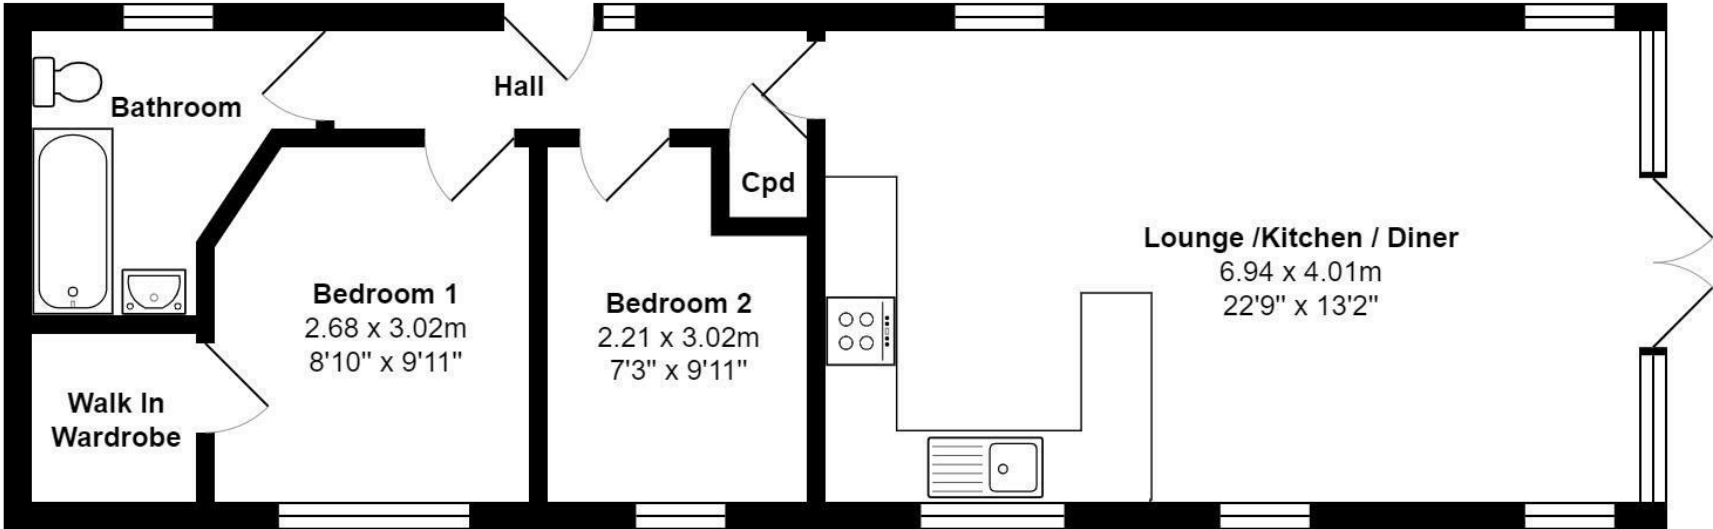 Hall
Bathroom
Cpd
Lounge /Kitchen / Diner
6.94 x 4.01m
22'9" x 13'2"
Bedroom 1
2.68 x 3.02m
8'10" x 9'11"
Bedroom 2
2.21 x 3.02m
7'3" x 9'11"
Walk In
Wardrobe